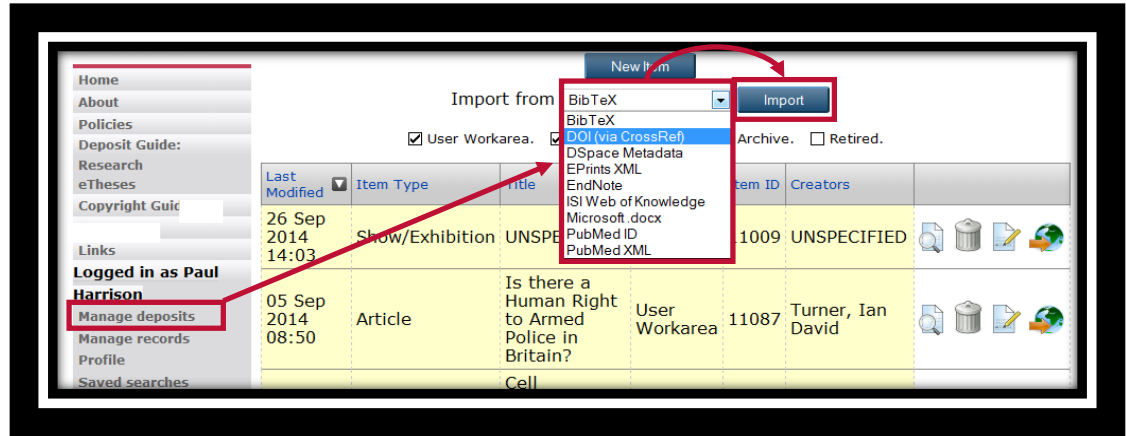 Home
About
Policies
Deposit Guide:
Research
eTheses
Copyright
Links
Logged in as Paul
Harrison
Manage deposits
Manage records
Profile
Saved searches
New Item
Import from BibTeX Import
BibTeX
DOI (via CrossRef)
DSpace Metadata
EPrints XML
EndNote
ISI Web of Knowledge
Microsoft .docx
PubMed ID
PubMed XML
User Workarea. Archive. Retired.
Last
Modified Item Type Title Item ID Creators
26 Sep
2014
14:03 Show/Exhibition 11009 UNSPECIFIED
05 Sep
2014
08:50 Article Is there a
Human Right
to Armed
Police in
Britain? User
Workarea 11087 Turner, Ian
David
Cell